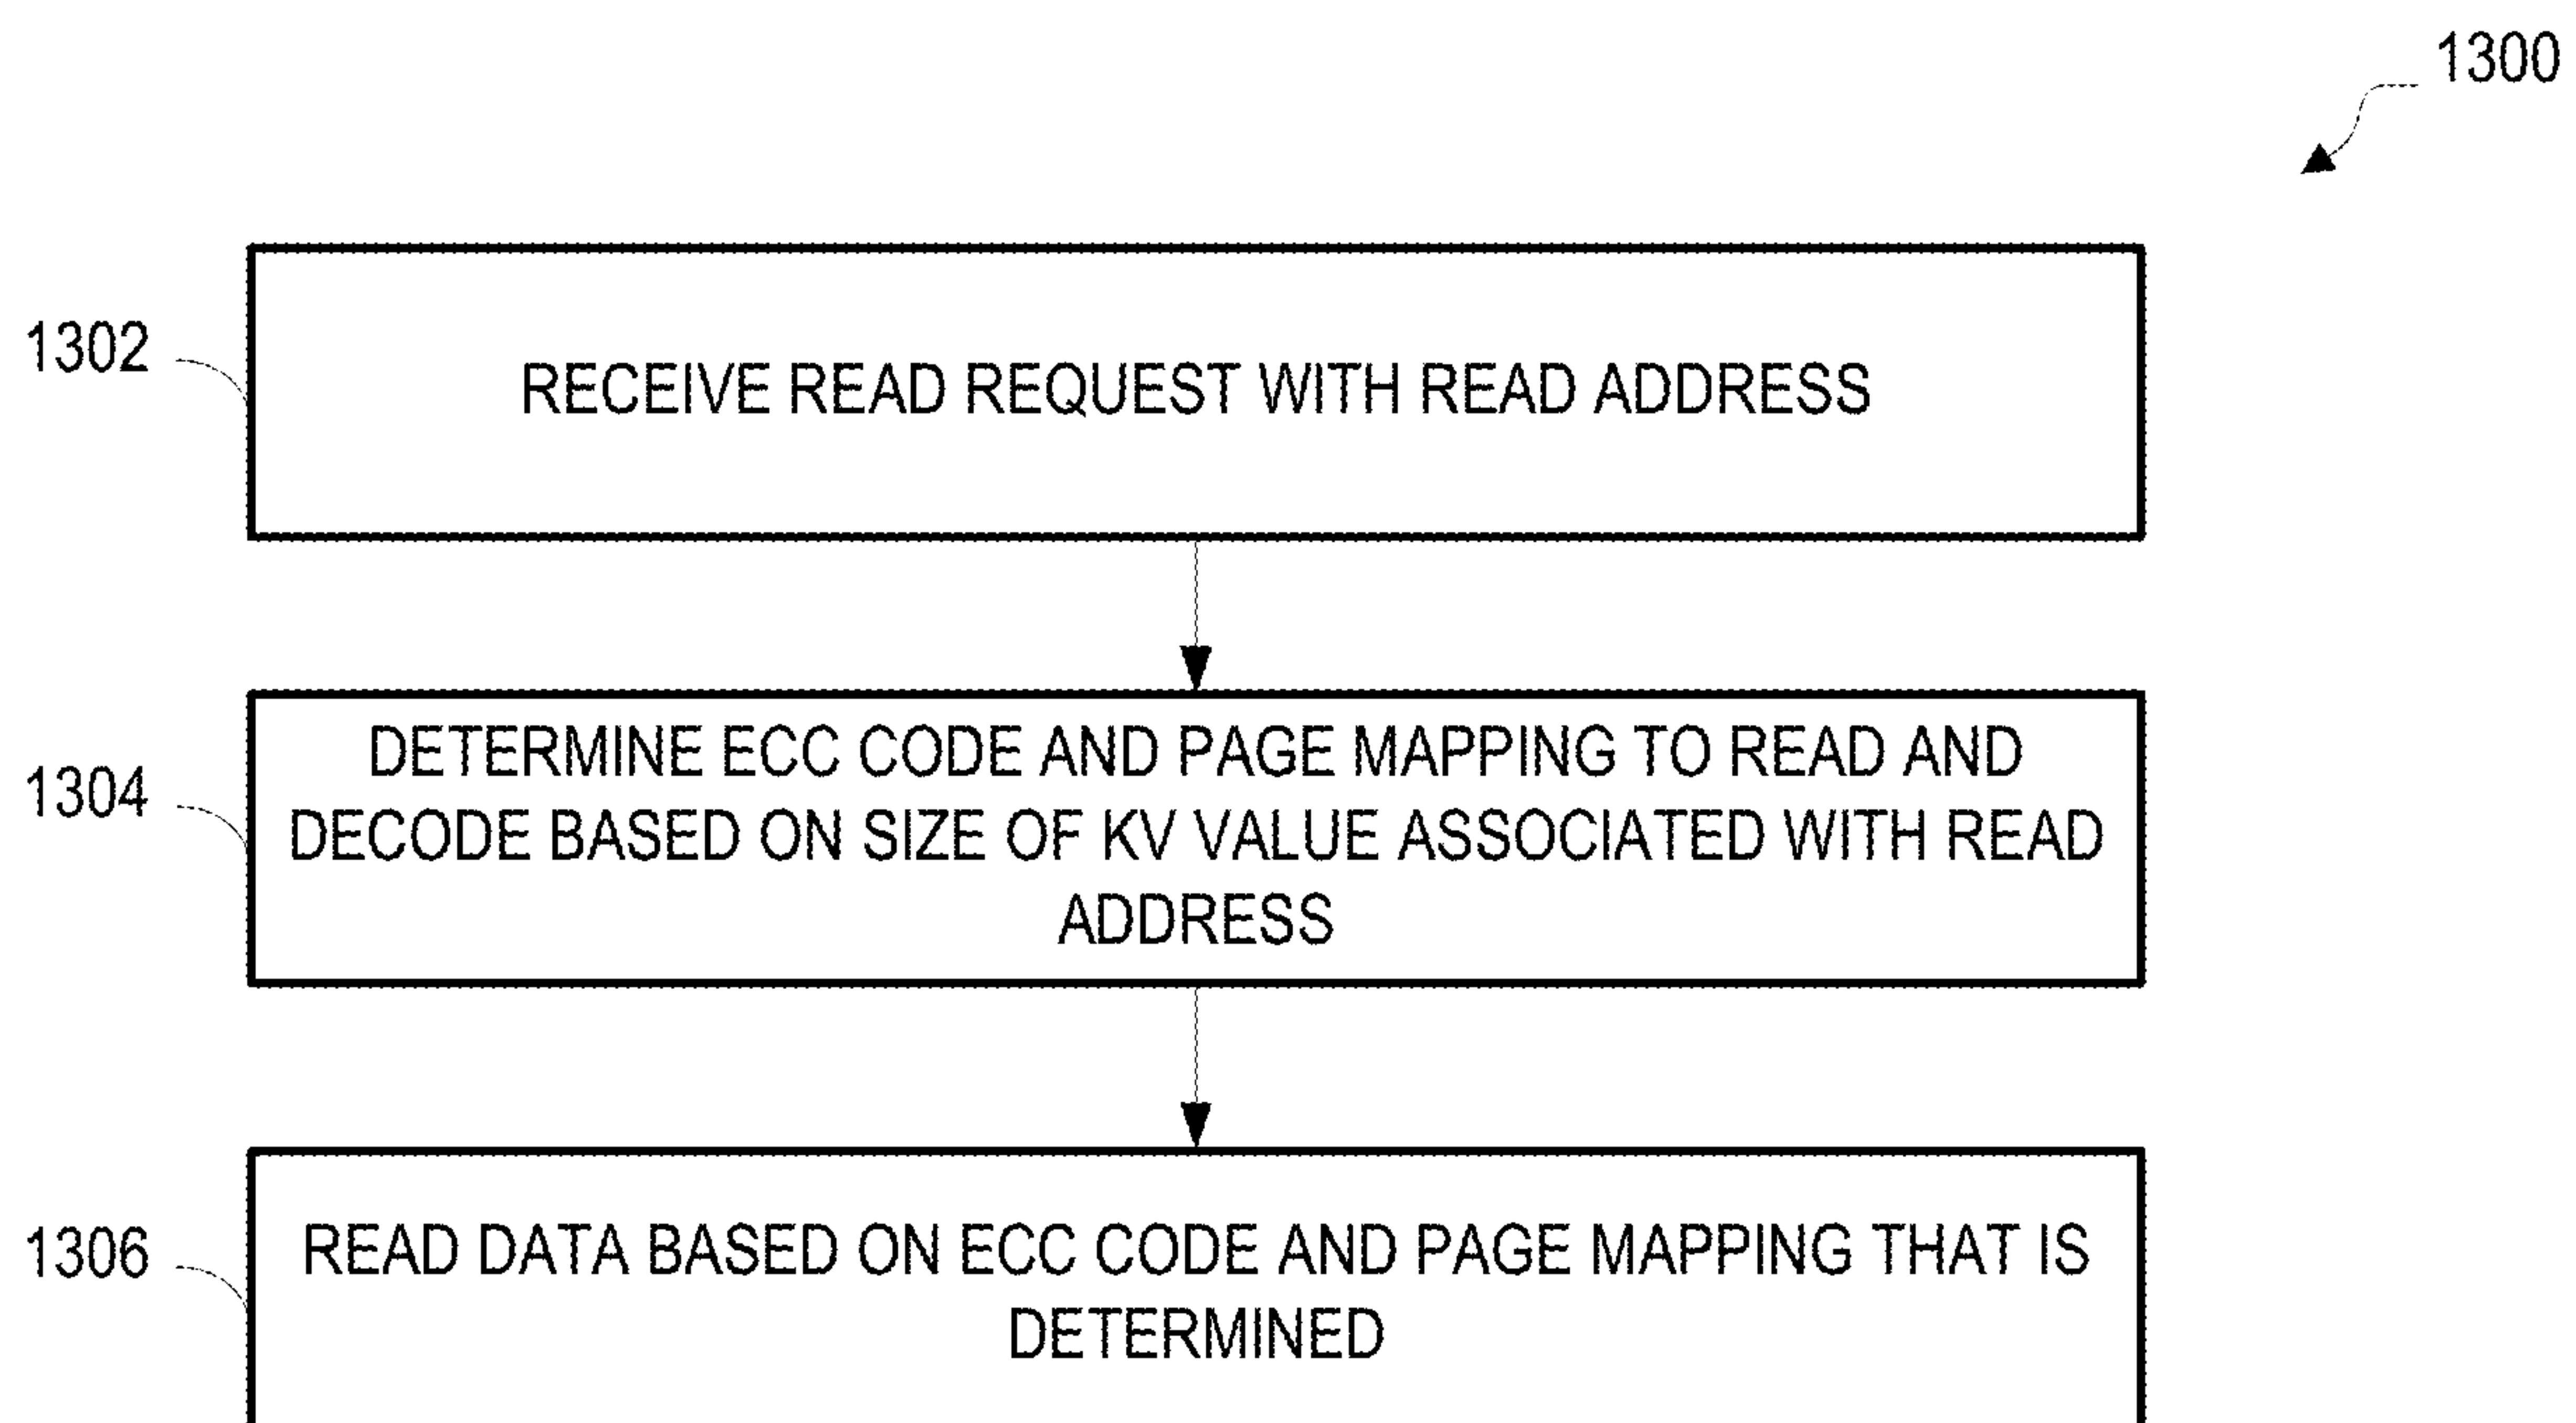 1300
1302
RECEIVE READ REQUEST WITH READ ADDRESS
1304
DETERMINE ECC CODE AND PAGE MAPPING TO READ AND
DECODE BASED ON SIZE OF KV VALUE ASSOCIATED WITH READ
ADDRESS
1306
READ DATA BASED ON ECC CODE AND PAGE MAPPING THAT IS
DETERMINED